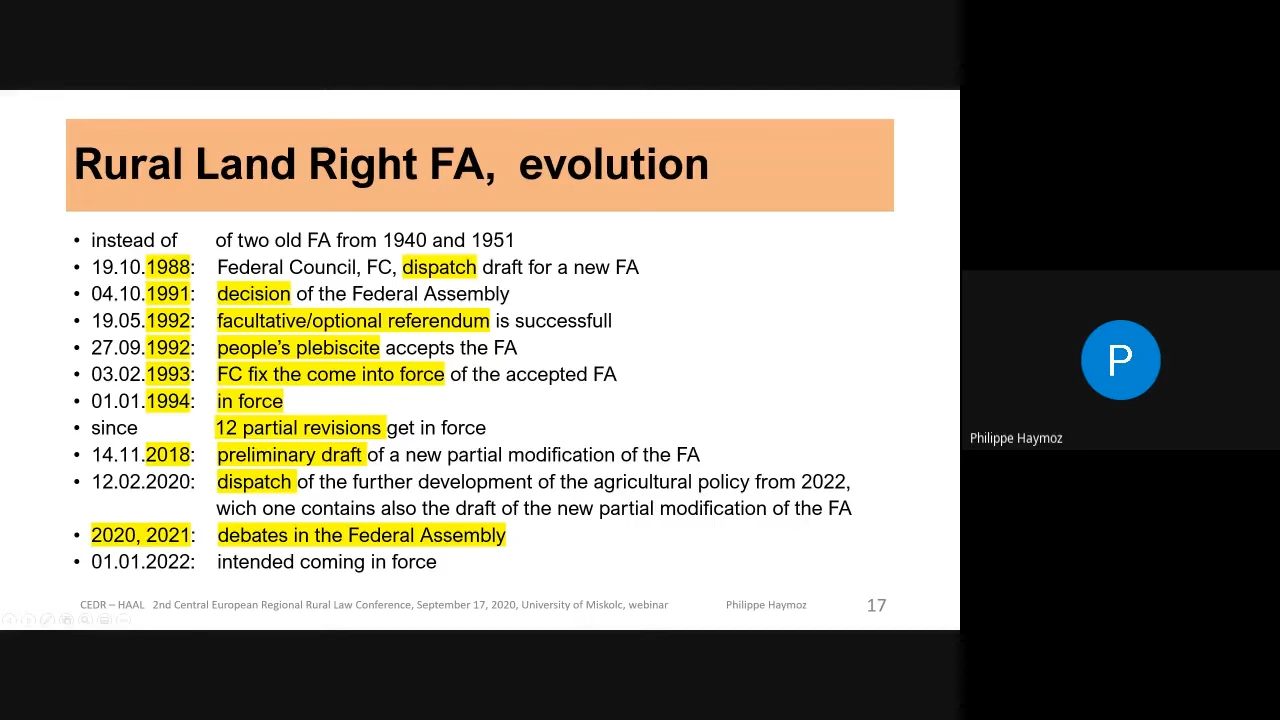 Rural Land Right FA, evolution
• instead of of two old FA from 1940 and 1951
• 19.10.1988: Federal Council, FC, dispatch draft for a new FA
• 04.10.1991: decision of the Federal Assembly
• 19.05.1992: facultative/optional referendum is successfull
• 27.09.1992: people's plebiscite accepts the FA
• 03.02.1993: FC fix the come into force of the accepted FA
• 01.01.1994: in force
• since 12 partial revisions get in force
• 14.11.2018: preliminary draft of a new partial modification of the FA
• 12.02.2020: dispatch of the further development of the agricultural policy from 2022,
wich one contains also the draft of the new partial modification of the FA
• 2020, 2021: debates in the Federal Assembly
• 01.01.2022: intended coming in force
CEDR – HAAL 2nd Central European Regional Rural Law Conference, September 17, 2020, University of Miskolc, webinar Philippe Haymoz 17
P
Philippe Haymoz